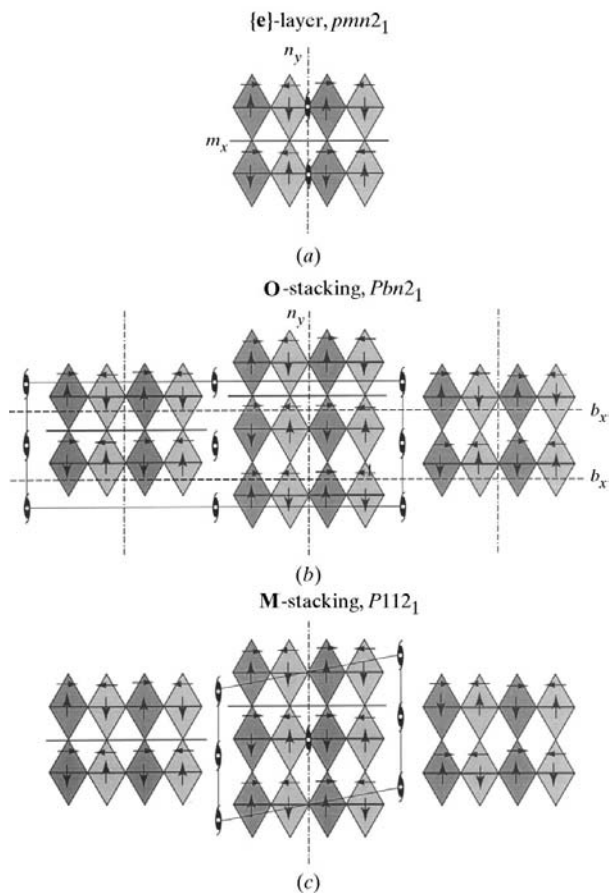 {e}-layer, pmn2₁
n_y
m_x
(a)
O-stacking, Pbn2₁
n_y
b_x
b_x
(b)
M-stacking, P112₁
(c)